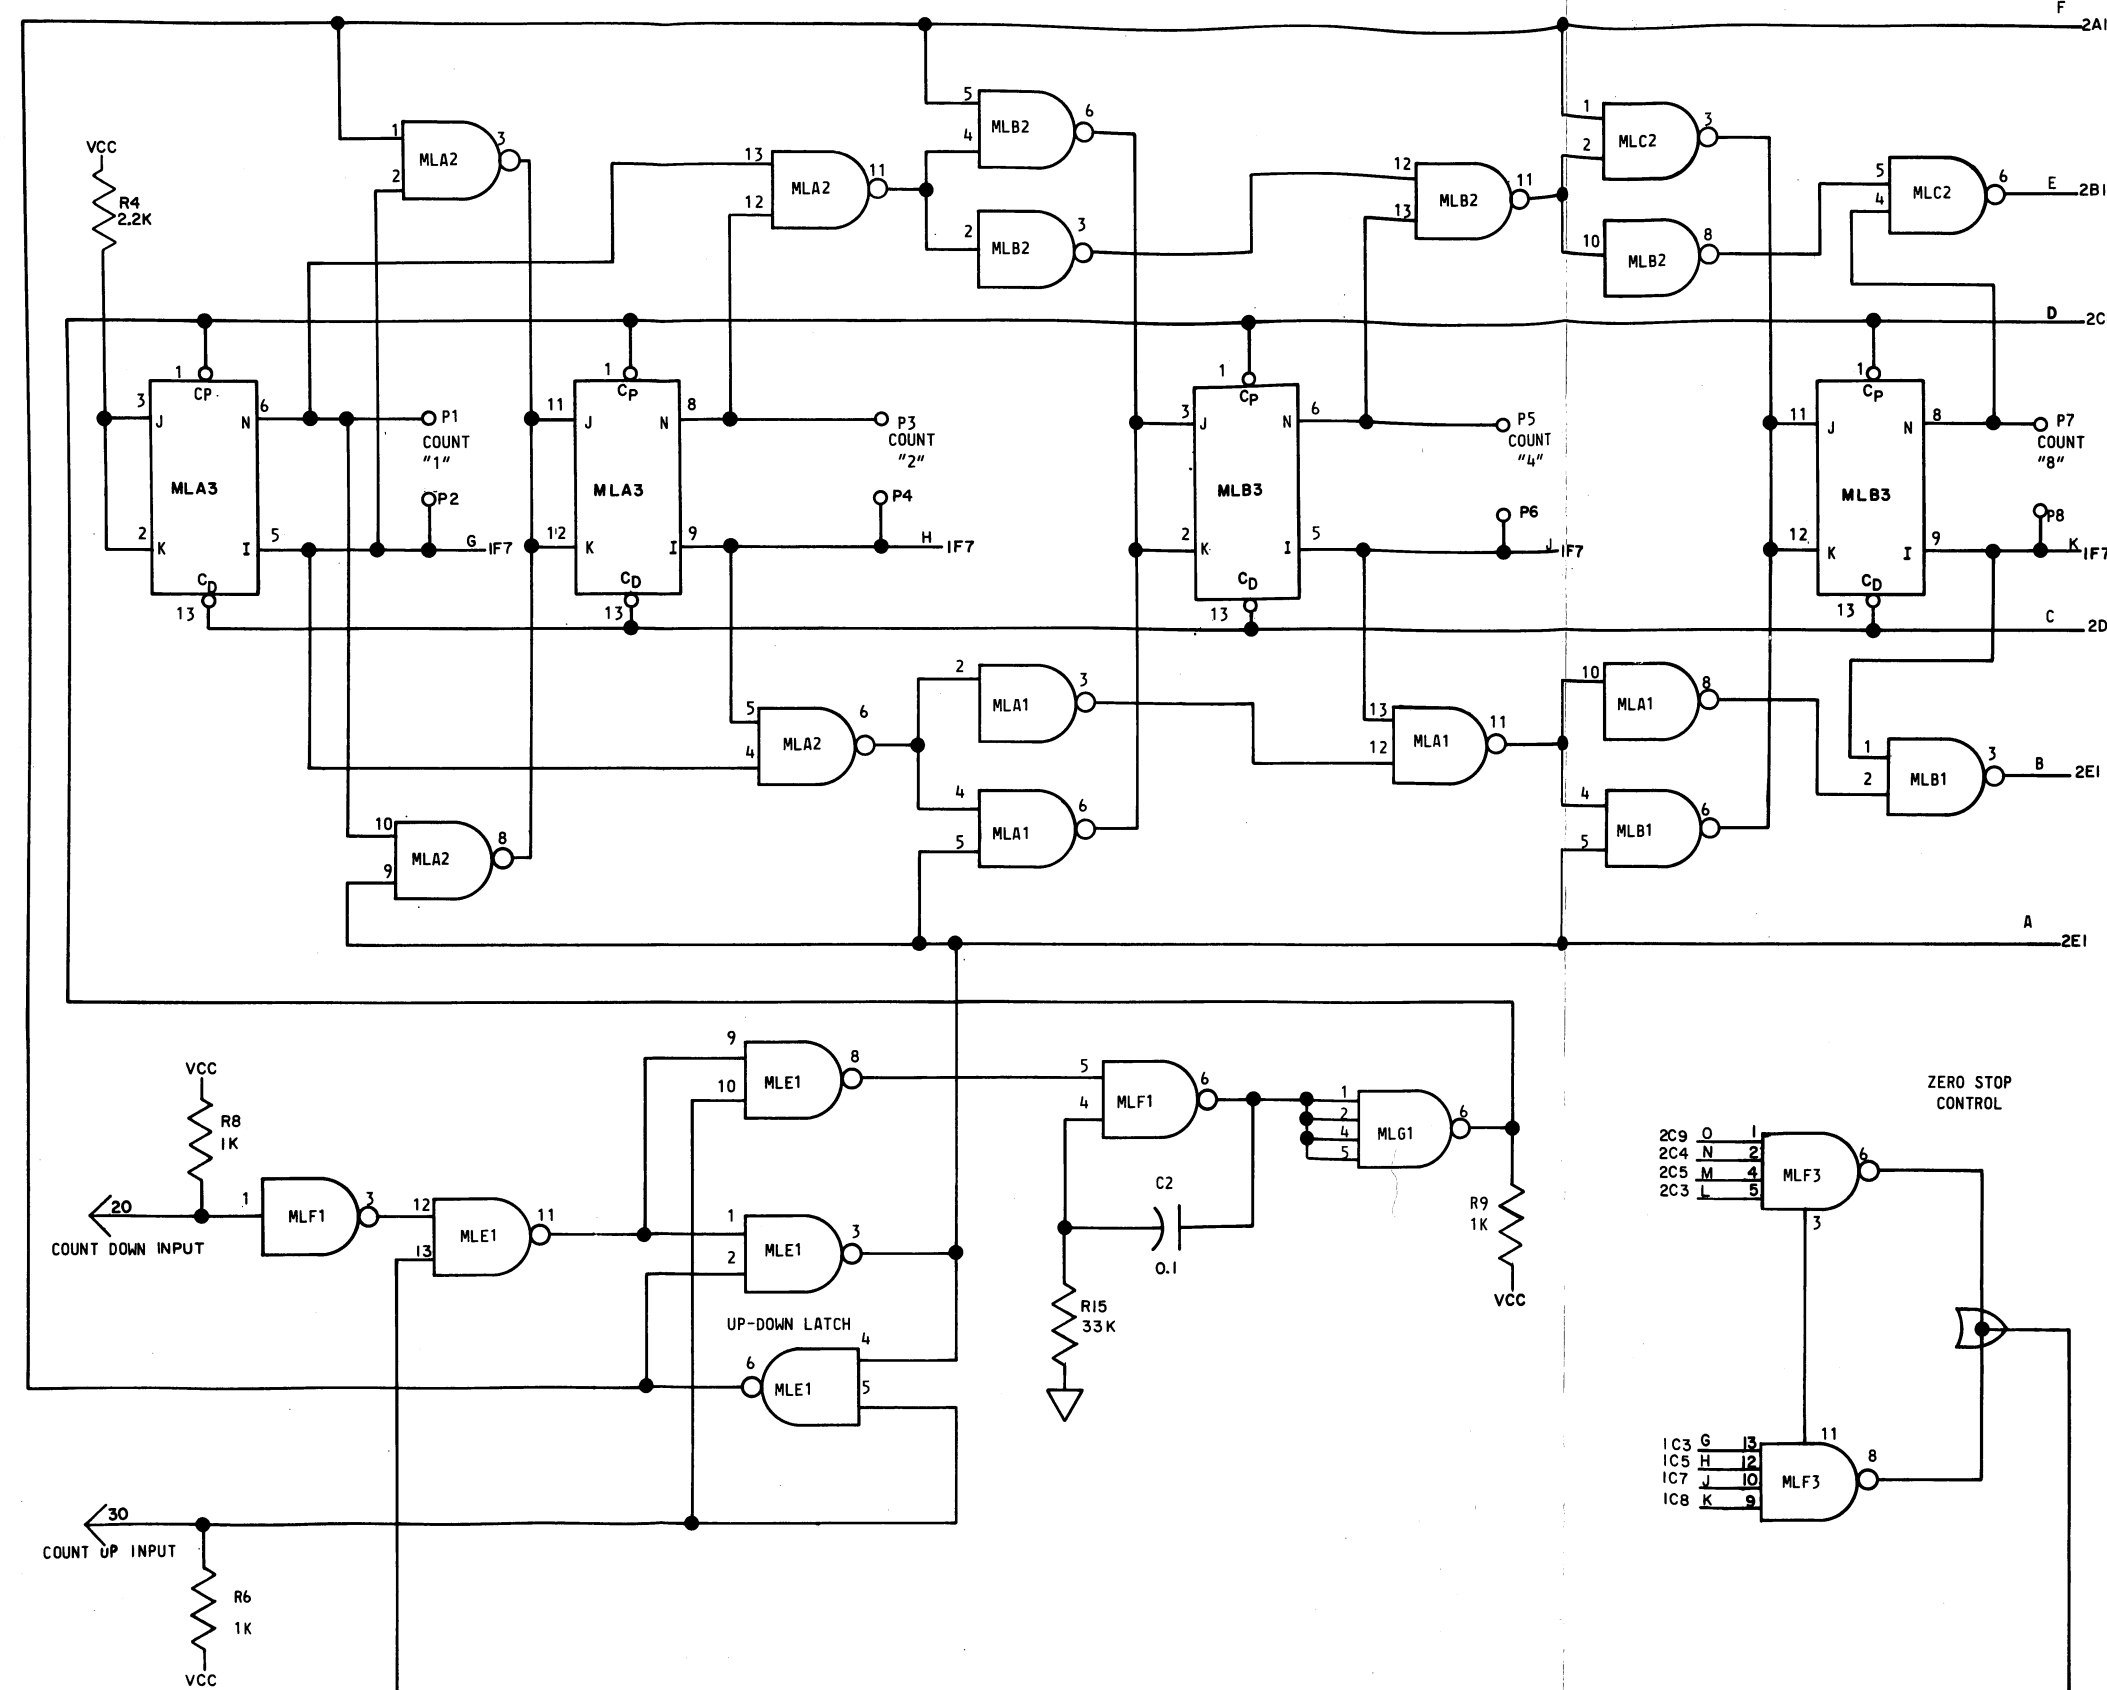 F
2A1
5
MLB2
6
4
1
MLC2
3
2
1
MLA2
3
2
13
MLA2
11
12
12
MLB2
11
13
5
MLC2
6
4
E
2B1
VCC
R4
2.2K
2
MLB2
3
10
MLB2
8
D
2C
1
CP
3
J
N
6
P1
COUNT
"1"
MLA3
P2
2
K
I
5
G
1F7
CD
13
1
CP
11
J
N
8
P3
COUNT
"2"
MLA3
P4
12
K
I
9
H
1F7
CD
13
1
CP
3
J
N
6
P5
COUNT
"4"
MLB3
P6
2
K
I
5
J
1F7
CD
13
1
CP
11
J
N
8
P7
COUNT
"8"
MLB3
P8
12
K
I
9
K
1F7
CD
13
C
2D
2
MLA1
3
5
MLA2
6
4
13
MLA1
11
12
10
MLA1
8
1
MLB1
3
2
B
2E1
4
MLA1
6
5
4
MLB1
6
5
10
MLA2
8
9
A
2E1
9
MLE1
8
10
5
MLF1
6
4
1
2
4
5
MLG1
6
VCC
R8
1K
20
COUNT DOWN INPUT
1
MLF1
3
12
MLE1
11
13
1
MLE1
3
2
C2
0.1
R15
33K
R9
1K
VCC
UP-DOWN LATCH
4
6
MLE1
5
30
COUNT UP INPUT
R6
1K
VCC
ZERO STOP
CONTROL
2C9 O 1
2C4 N 2
2C5 M 4
2C3 L 5
MLF3
6
3
11
1C3 G 13
1C5 H 12
1C7 J 10
1C8 K 9
MLF3
8